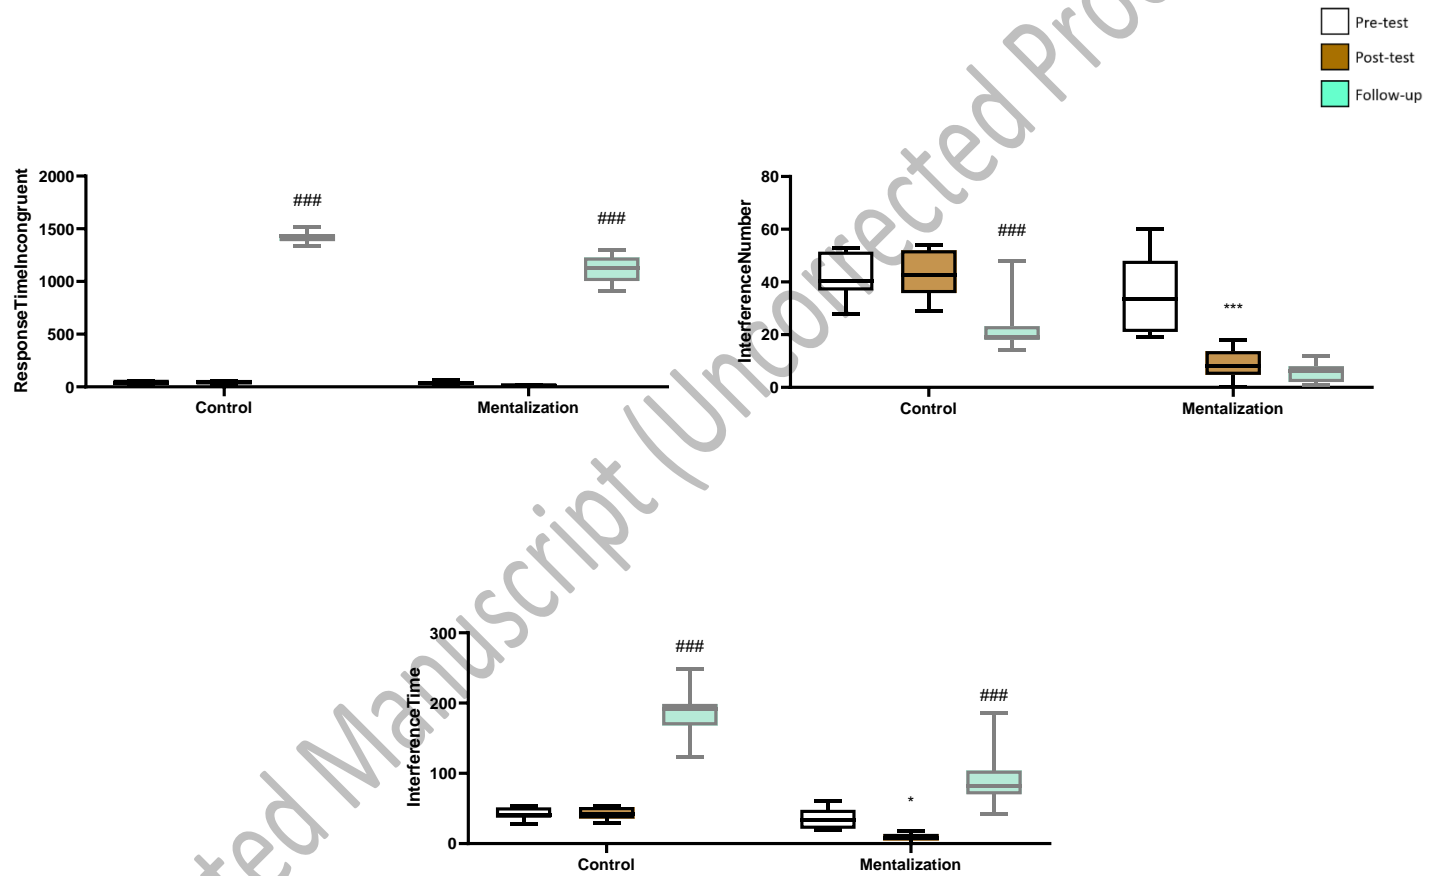 Pre-test
Post-test
Follow-up
ResponseTimeIncongruent
2000
1500
1000
500
0
###
###
Control
Mentalization
InterferenceNumber
80
60
40
20
0
###
***
Control
Mentalization
InterferenceTime
300
200
100
0
###
*
###
Control
Mentalization
ted Manuscript (Uncorrected Proo